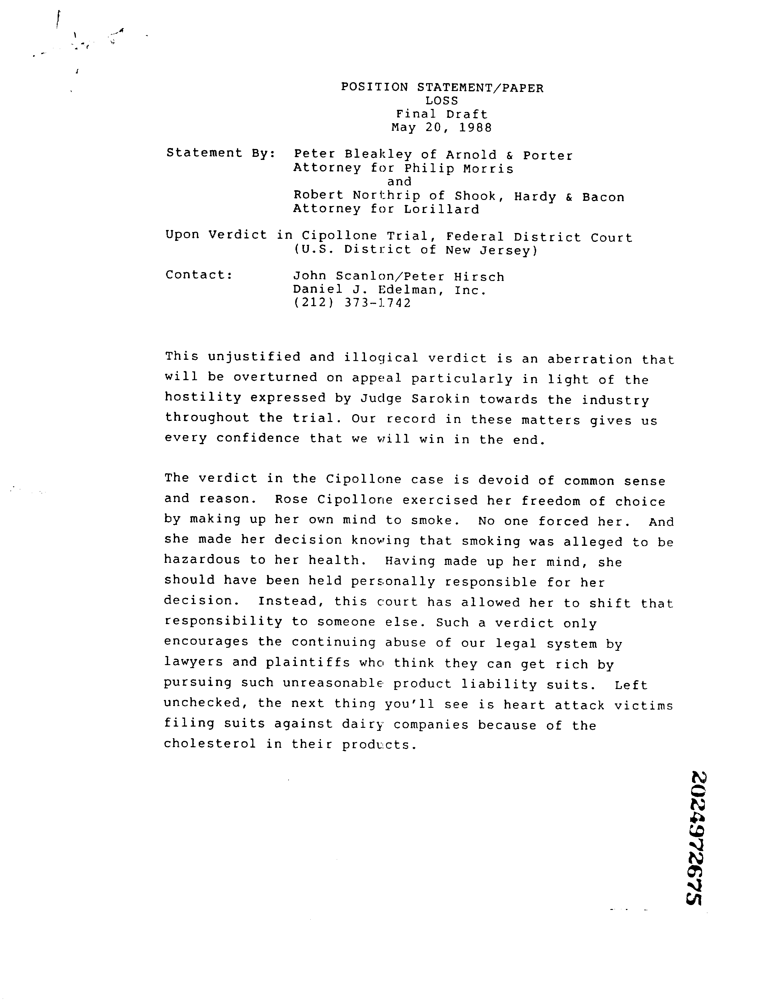 POSITION STATEMENT/PAPER
LOSS
Final Draft
May 20, 1988
Statement By: Peter Bleakley of Arnold & Porter
Attorney for Philip Morris
and
Robert Northrip of Shook, Hardy & Bacon
Attorney for Lorillard
Upon Verdict in Cipollone Trial, Federal District Court
(U.S. District of New Jersey)
Contact: John Scanlon/Peter Hirsch
Daniel J. Edelman, Inc.
(212) 373-1742
This unjustified and illogical verdict is an aberration that
will be overturned on appeal particularly in light of the
hostility expressed by Judge Sarokin towards the industry
throughout the trial. Our record in these matters gives us
every confidence that we will win in the end.
The verdict in the Cipollone case is devoid of common sense
and reason. Rose Cipollone exercised her freedom of choice
by making up her own mind to smoke. No one forced her. And
she made her decision knowing that smoking was alleged to be
hazardous to her health. Having made up her mind, she
should have been held personally responsible for her
decision. Instead, this court has allowed her to shift that
responsibility to someone else. Such a verdict only
encourages the continuing abuse of our legal system by
lawyers and plaintiffs who think they can get rich by
pursuing such unreasonable product liability suits. Left
unchecked, the next thing you'll see is heart attack victims
filing suits against dairy companies because of the
cholesterol in their products.
2024972675